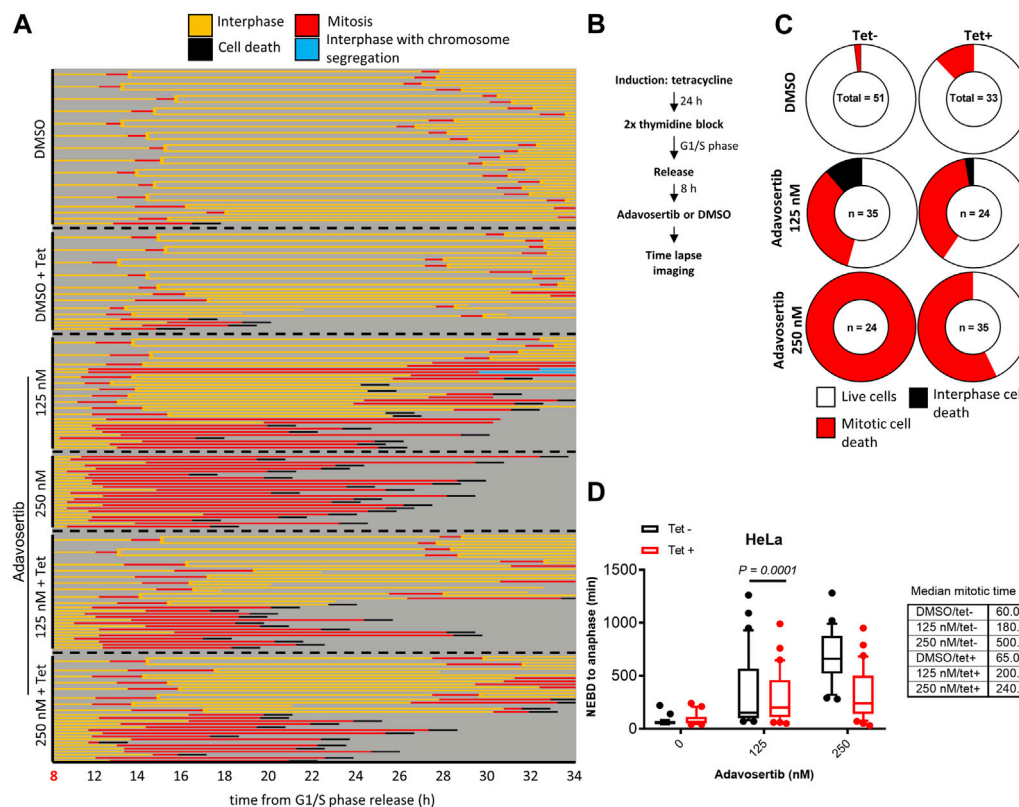 A
Interphase
Mitosis
Cell death
Interphase with chromosome
segregation
DMSO
DMSO + Tet
Adavosertib
125 nM
250 nM
125 nM + Tet
250 nM + Tet
8 12 14 16 18 20 22 24 26 28 30 32 34
time from G1/S phase release (h)
B
Induction: tetracycline
24 h
2x thymidine block
G1/S phase
Release
8 h
Adavosertib or DMSO
Time lapse
imaging
C
Tet- Tet+
DMSO
Total = 51
Total = 33
Adavosertib
125 nM
n = 35
n = 24
Adavosertib
250 nM
n = 24
n = 35
Live cells
Interphase cell
death
Mitotic cell
death
D
Tet -
Tet +
HeLa
P = 0.0001
NEBD to anaphase (min)
1500
1000
500
0
0 125 250
Adavosertib (nM)
Median mitotic time
DMSO/tet- 60.0
125 nM/tet- 180.
250 nM/tet- 500.
DMSO/tet+ 65.0
125 nM/tet+ 200.
250 nM/tet+ 240.